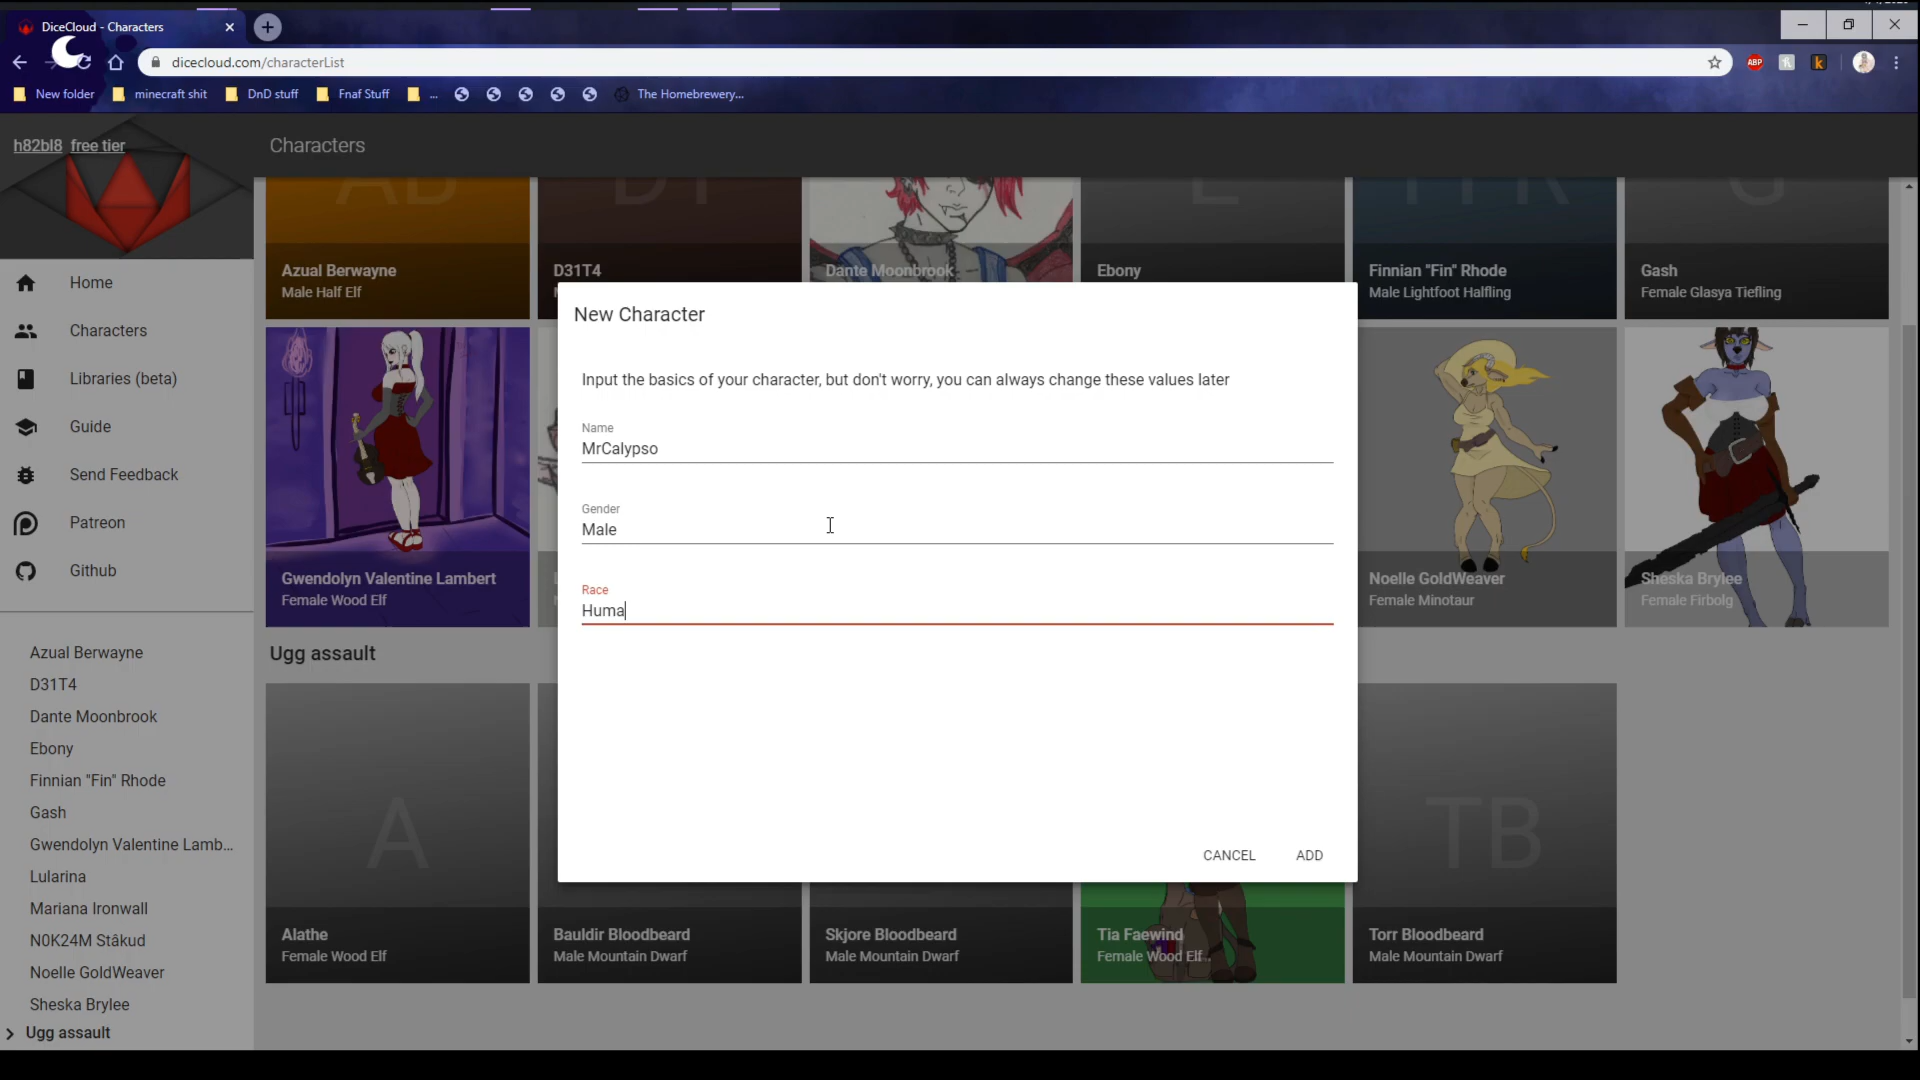 DiceCloud - Characters
dicecloud.com/characterList
ABP
k
New folder
minecraft shit
DnD stuff
Fnaf Stuff
...
The Homebrewery...
h82bl8 free tier
Characters
Home
Characters
Libraries (beta)
Guide
Send Feedback
Patreon
Github
Azual Berwayne
D31T4
Dante Moonbrook
Ebony
Finnian "Fin" Rhode
Gash
Gwendolyn Valentine Lamb...
Lularina
Mariana Ironwall
N0K24M Stâkud
Noelle GoldWeaver
Sheska Brylee
Ugg assault
Azual Berwayne
Male Half Elf
D31T4
Dante Moonbrook
Ebony
Finnian "Fin" Rhode
Male Lightfoot Halfling
Gash
Female Glasya Tiefling
Gwendolyn Valentine Lambert
Female Wood Elf
Noelle GoldWeaver
Female Minotaur
Sheska Brylee
Female Firbolg
New Character
Input the basics of your character, but don't worry, you can always change these values later
Name
MrCalypso
Gender
Male
Race
Huma
CANCEL
ADD
Ugg assault
A
Alathe
Female Wood Elf
Bauldir Bloodbeard
Male Mountain Dwarf
Skjore Bloodbeard
Male Mountain Dwarf
Tia Faewind
Female Wood Elf
TB
Torr Bloodbeard
Male Mountain Dwarf